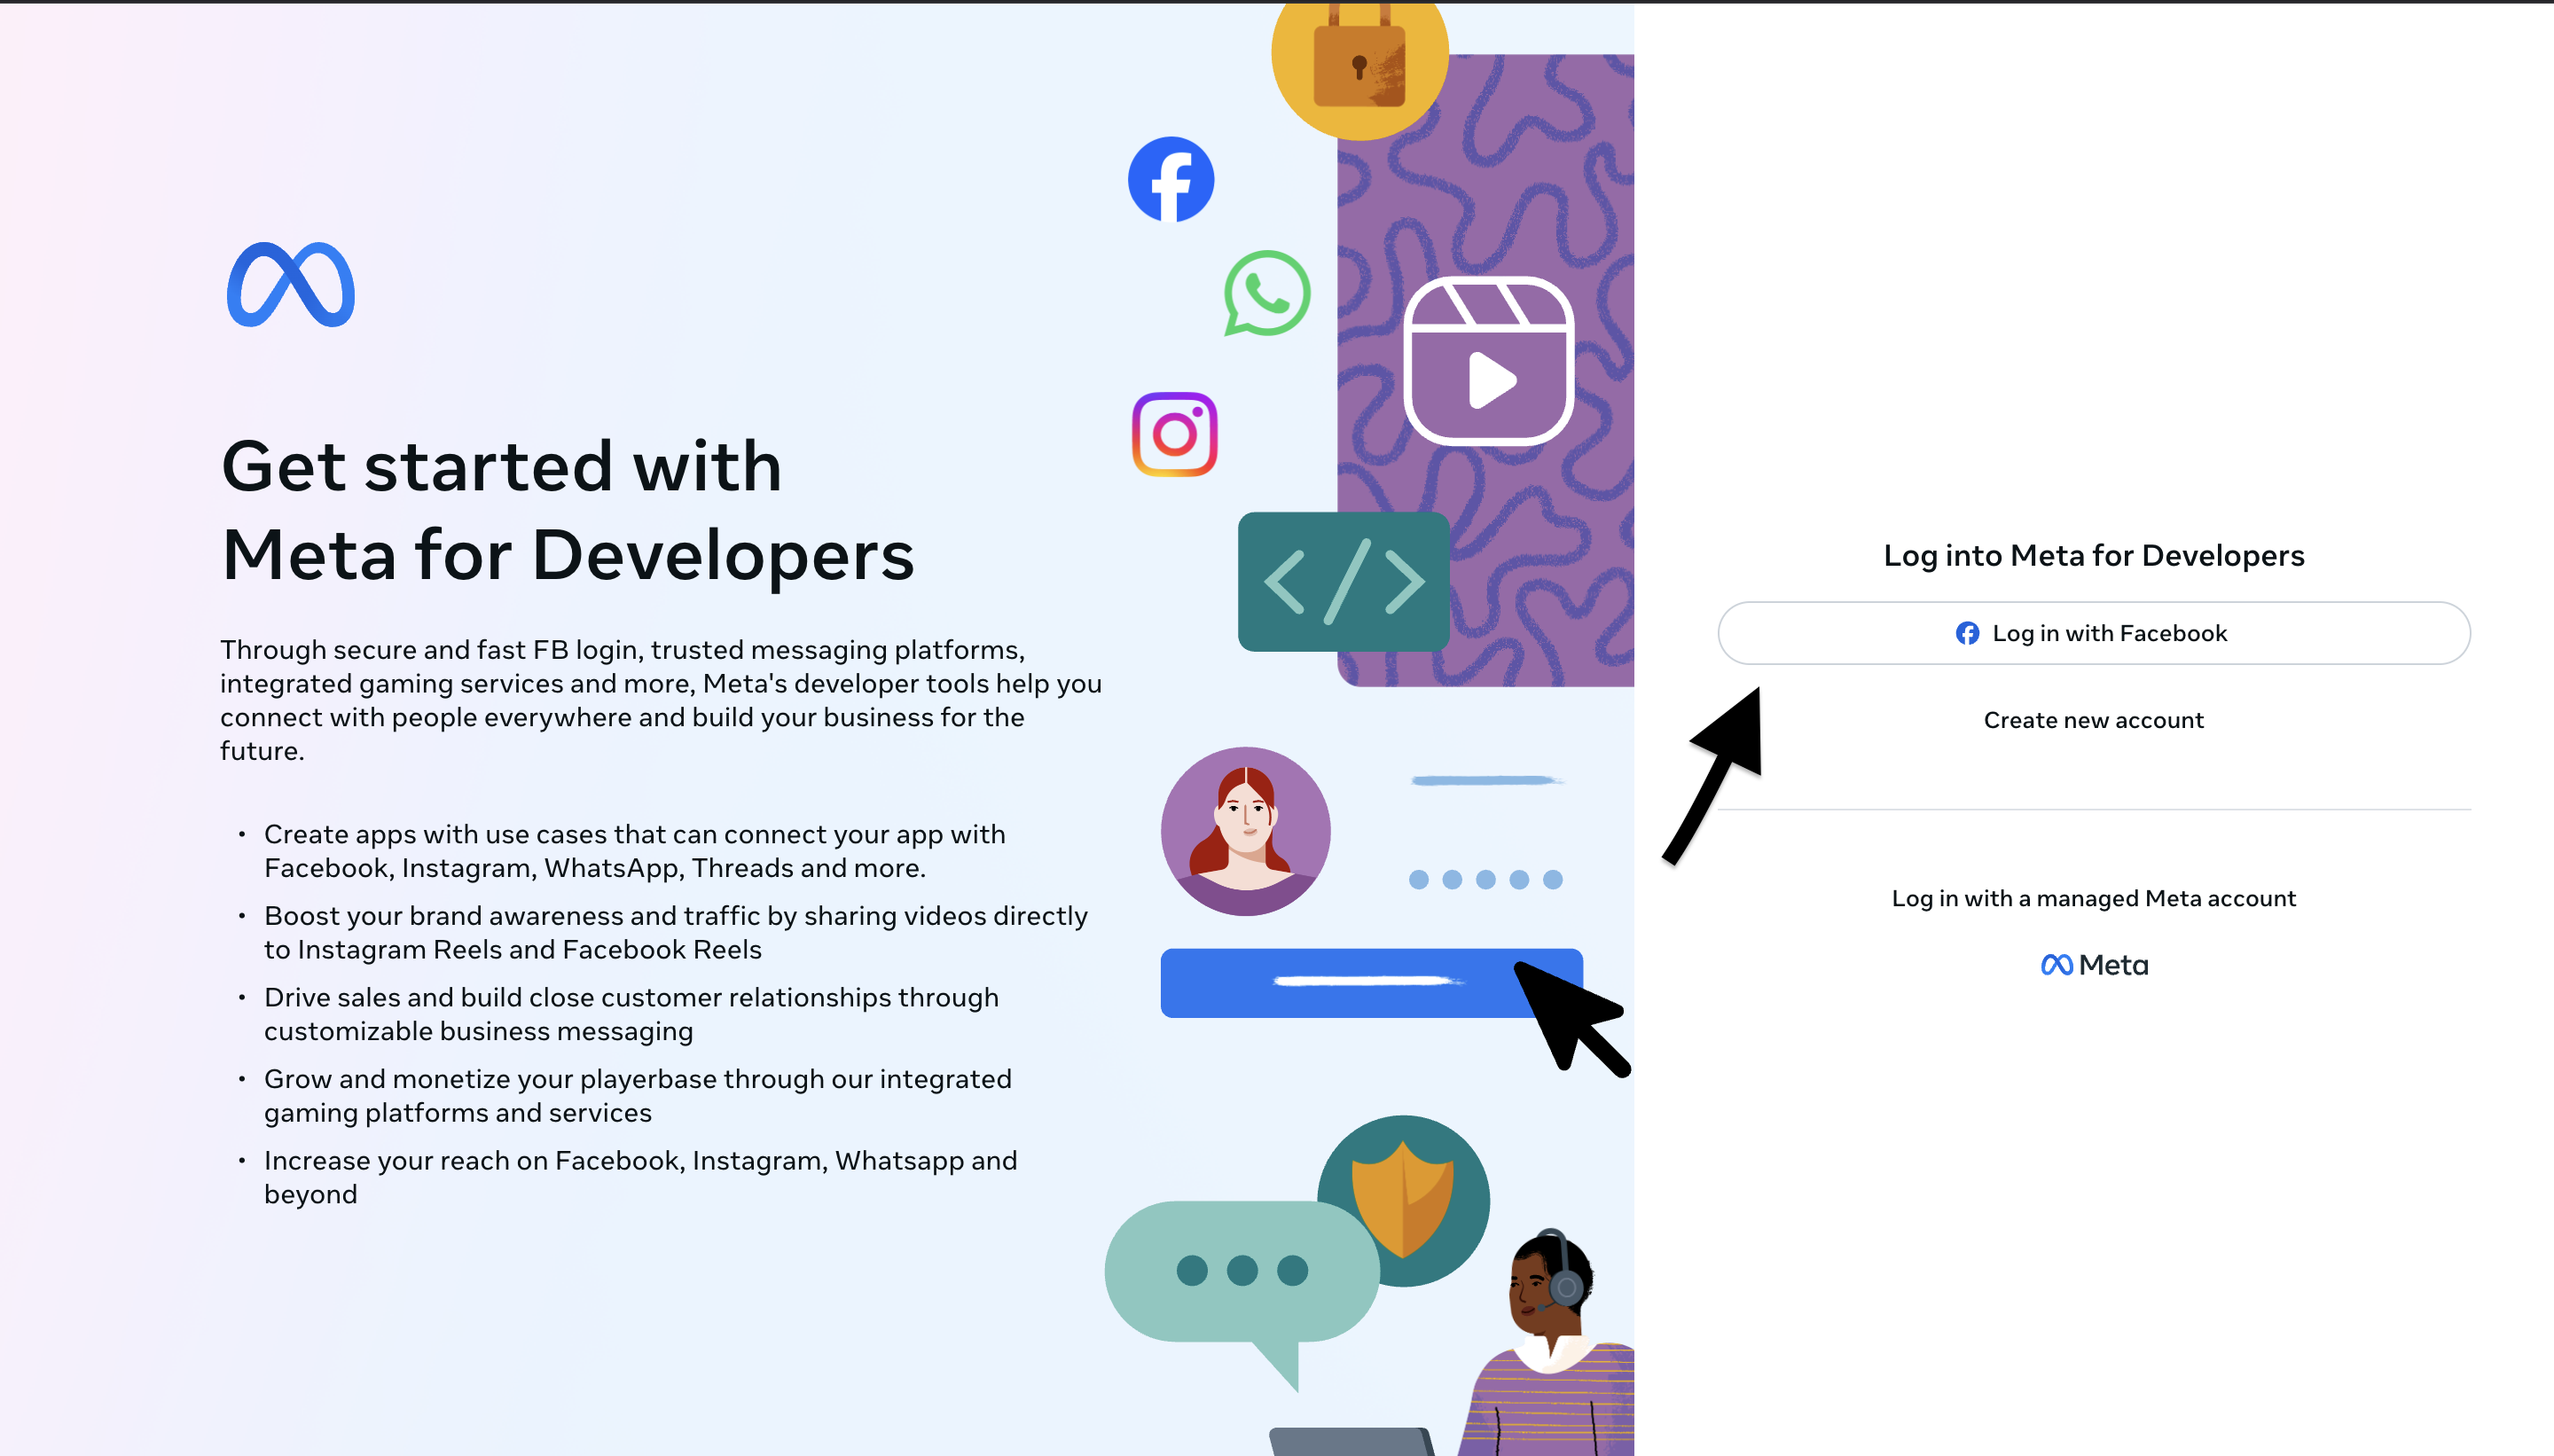 Get started with
Meta for Developers
Through secure and fast FB login, trusted messaging platforms,
integrated gaming services and more, Meta's developer tools help you
connect with people everywhere and build your business for the
future.
• Create apps with use cases that can connect your app with
Facebook, Instagram, WhatsApp, Threads and more.
• Boost your brand awareness and traffic by sharing videos directly
to Instagram Reels and Facebook Reels
• Drive sales and build close customer relationships through
customizable business messaging
• Grow and monetize your playerbase through our integrated
gaming platforms and services
• Increase your reach on Facebook, Instagram, Whatsapp and
beyond
Log into Meta for Developers
Log in with Facebook
Create new account
Log in with a managed Meta account
Meta